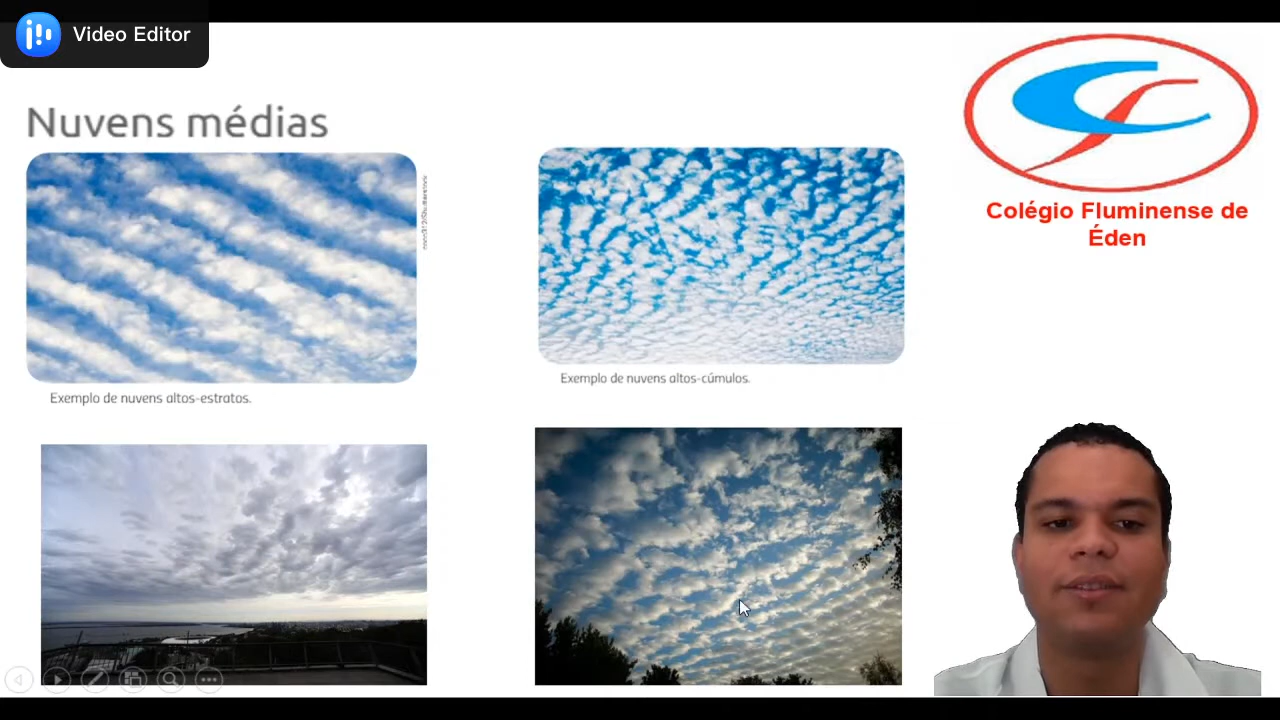 Video Editor
Nuvens médias
Colégio Fluminense de
Éden
Exemplo de nuvens altos-estratos.
Exemplo de nuvens altos-cúmulos.